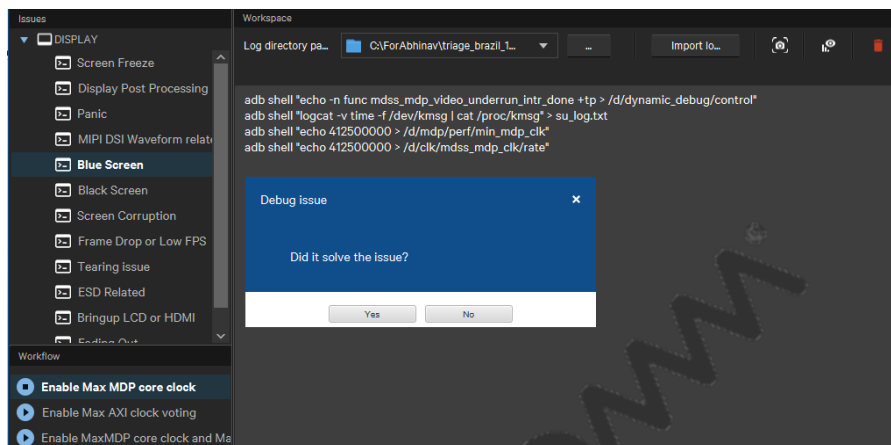 Issues
DISPLAY
Screen Freeze
Display Post Processing
Panic
MIPI DSI Waveform relat
Blue Screen
Black Screen
Screen Corruption
Frame Drop or Low FPS
Tearing issue
ESD Related
Bringup LCD or HDMI
Fading Out
Workflow
Enable Max MDP core clock
Enable Max AXI clock voting
Enable MaxMDP core clock and Ma
Workspace
Log directory pa... C:\ForAbhinav\triage_brazil_1... ... Import lo...
adb shell "echo -n func mdss_mdp_video_underrun_intr_done +tp > /d/dynamic_debug/control"
adb shell "logcat -v time -f /dev/kmsg | cat /proc/kmsg" > su_log.txt
adb shell "echo 412500000 > /d/mdp/perf/min_mdp_clk"
adb shell "echo 412500000 > /d/clk/mdss_mdp_clk/rate"
Debug issue
Did it solve the issue?
Yes No